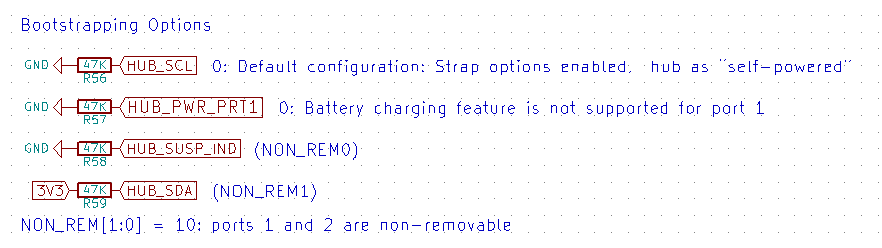 Bootstrapping Options
GND 47K HUB_SCL 0: Default configuration: Strap options enabled, hub as "self-powered"
R56
GND 47K HUB_PWR_PRT1 0: Battery charging feature is not supported for port 1
R57
GND 47K HUB_SUSP_IND (NON_REM0)
R58
3V3 47K HUB_SDA (NON_REM1)
R59
NON_REM[1:0] = 10: ports 1 and 2 are non-removable